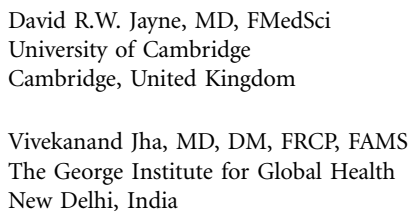 David R.W. Jayne, MD, FMedSci
University of Cambridge
Cambridge, United Kingdom
Vivekanand Jha, MD, DM, FRCP, FAMS
The George Institute for Global Health
New Delhi, India